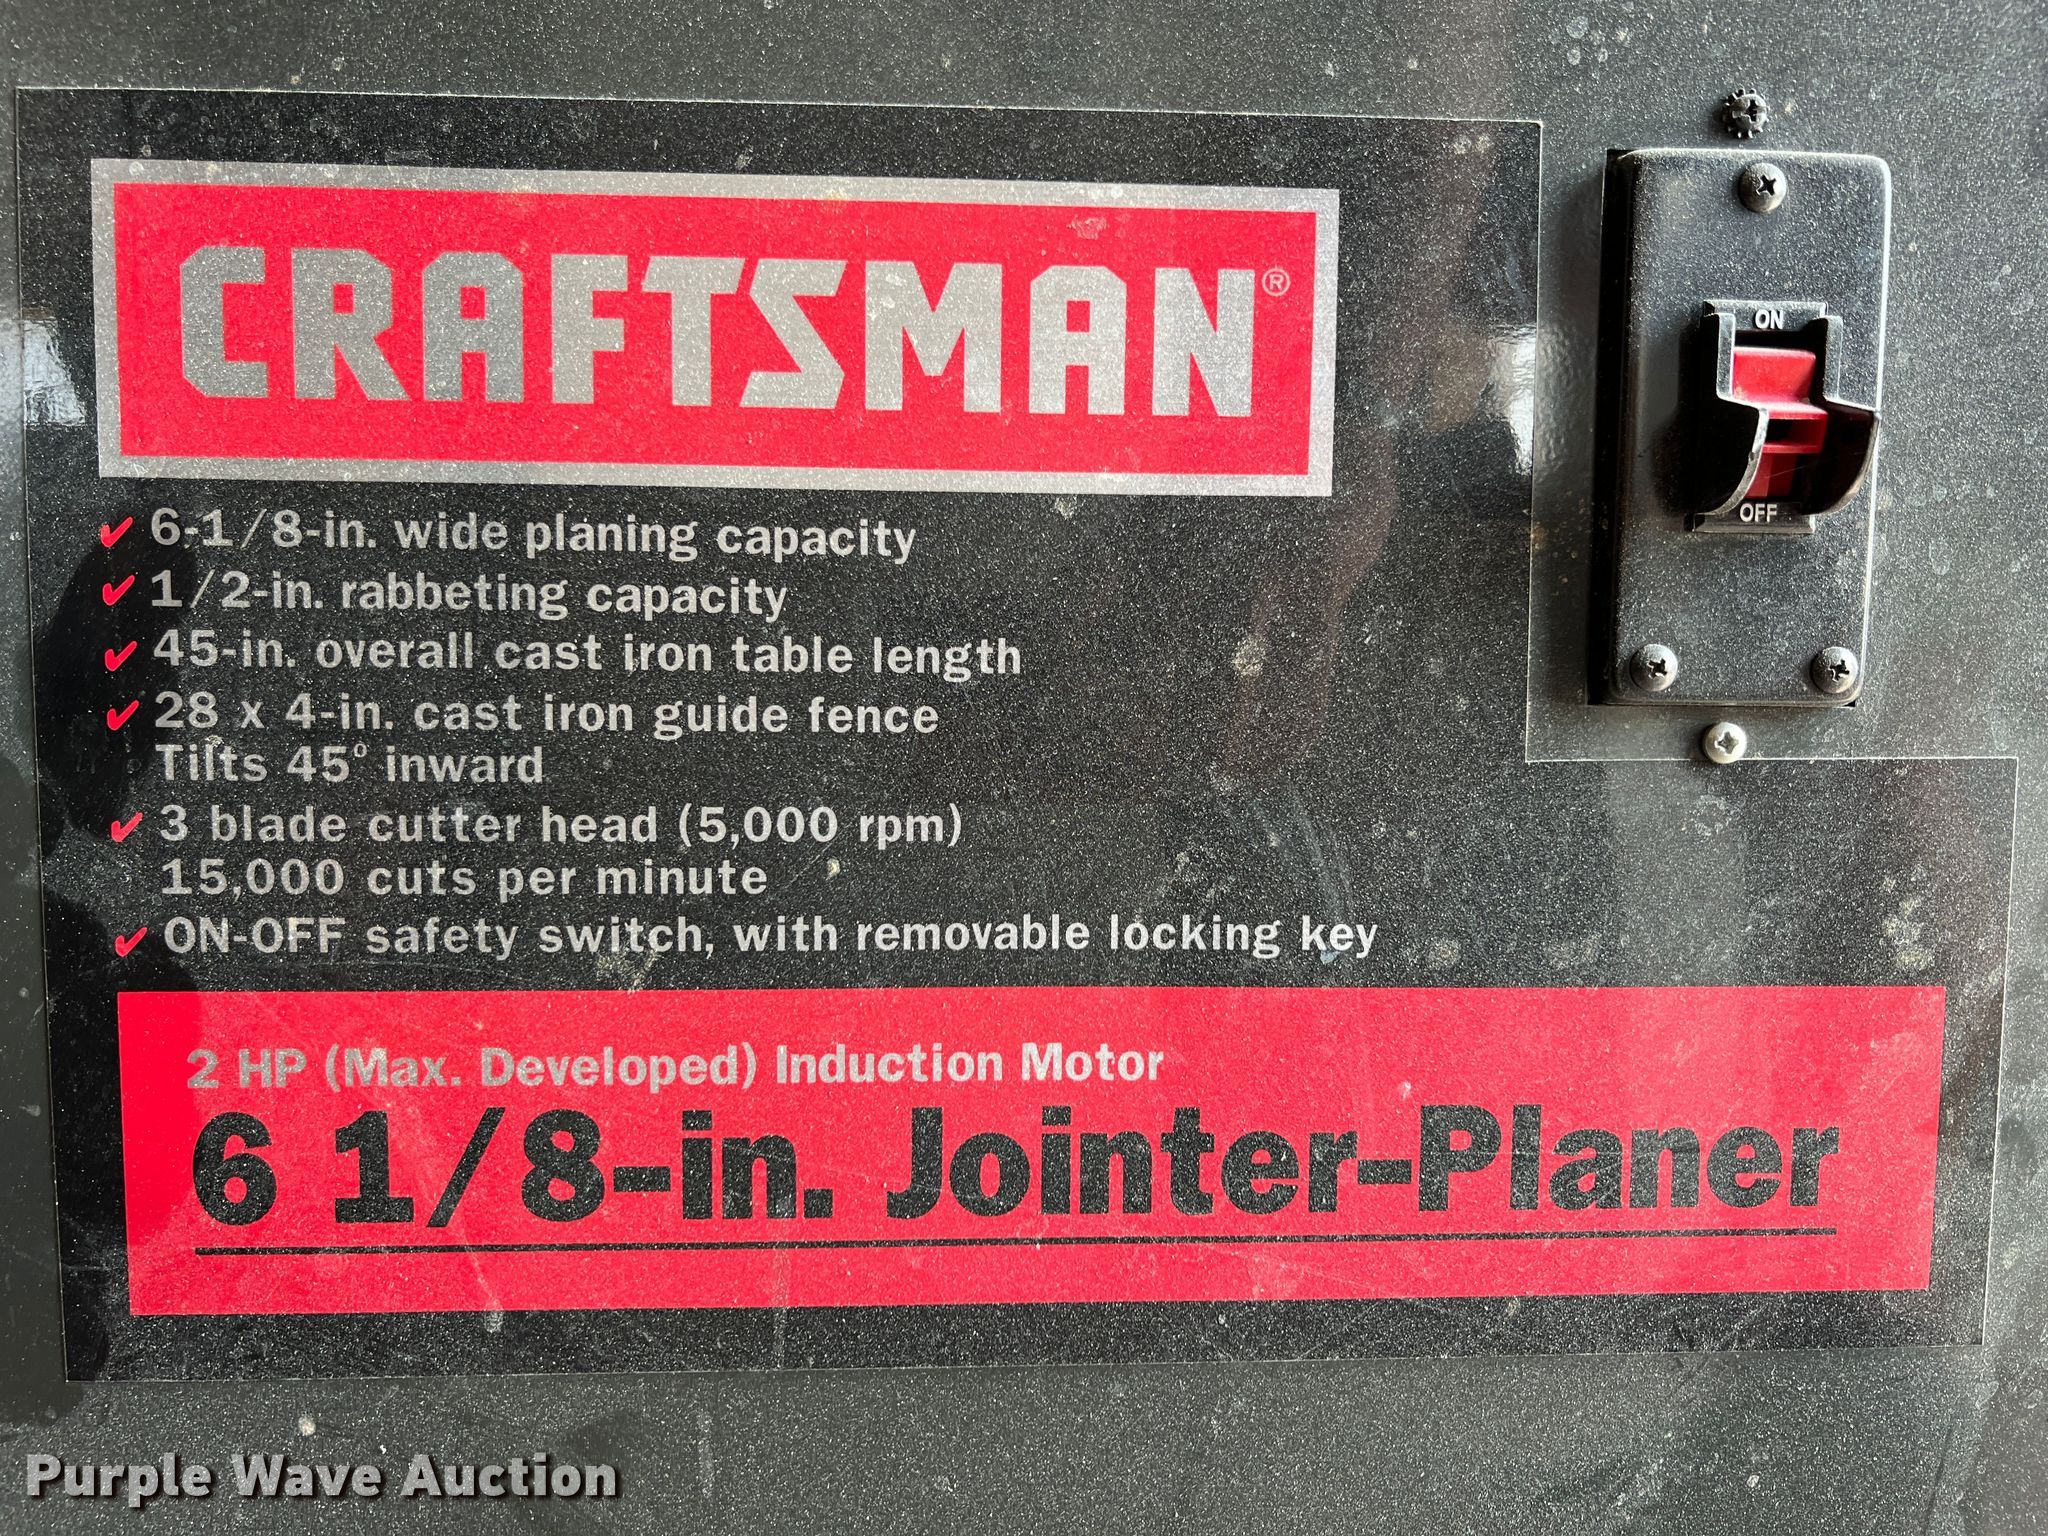 CRAFTSMAN®
✓ 6-1/8-in. wide planing capacity
✓ 1/2-in. rabbeting capacity
✓ 45-in. overall cast iron table length
✓ 28 x 4-in. cast iron guide fence
Tilts 45° inward
✓ 3 blade cutter head (5,000 rpm)
15,000 cuts per minute
✓ ON-OFF safety switch, with removable locking key
2 HP (Max. Developed) Induction Motor
6 1/8-in. Jointer-Planer
ON
OFF
Purple Wave Auction